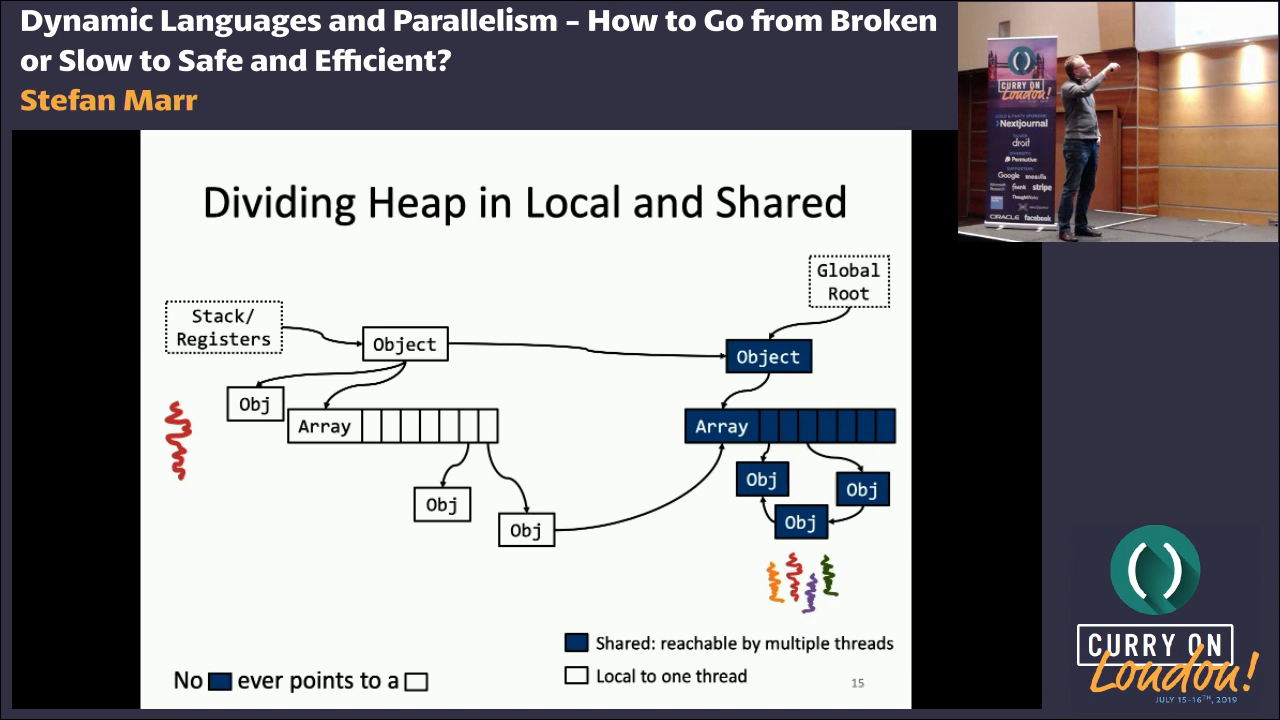 Dynamic Languages and Parallelism – How to Go from Broken
or Slow to Safe and Efficient?
Stefan Marr
CURRY ON
London!
Nextjournal
droit
Permutive
Google mozilla
stripe
ThoughtWorks
ORACLE facebook
Dividing Heap in Local and Shared
Global
Root
Stack/
Registers
Object
Object
Obj
Array
Array
Obj
Obj
Obj
Obj
Obj
Shared: reachable by multiple threads
Local to one thread
No ever points to a
15
CURRY ON
London!
JULY 15-16TH, 2019